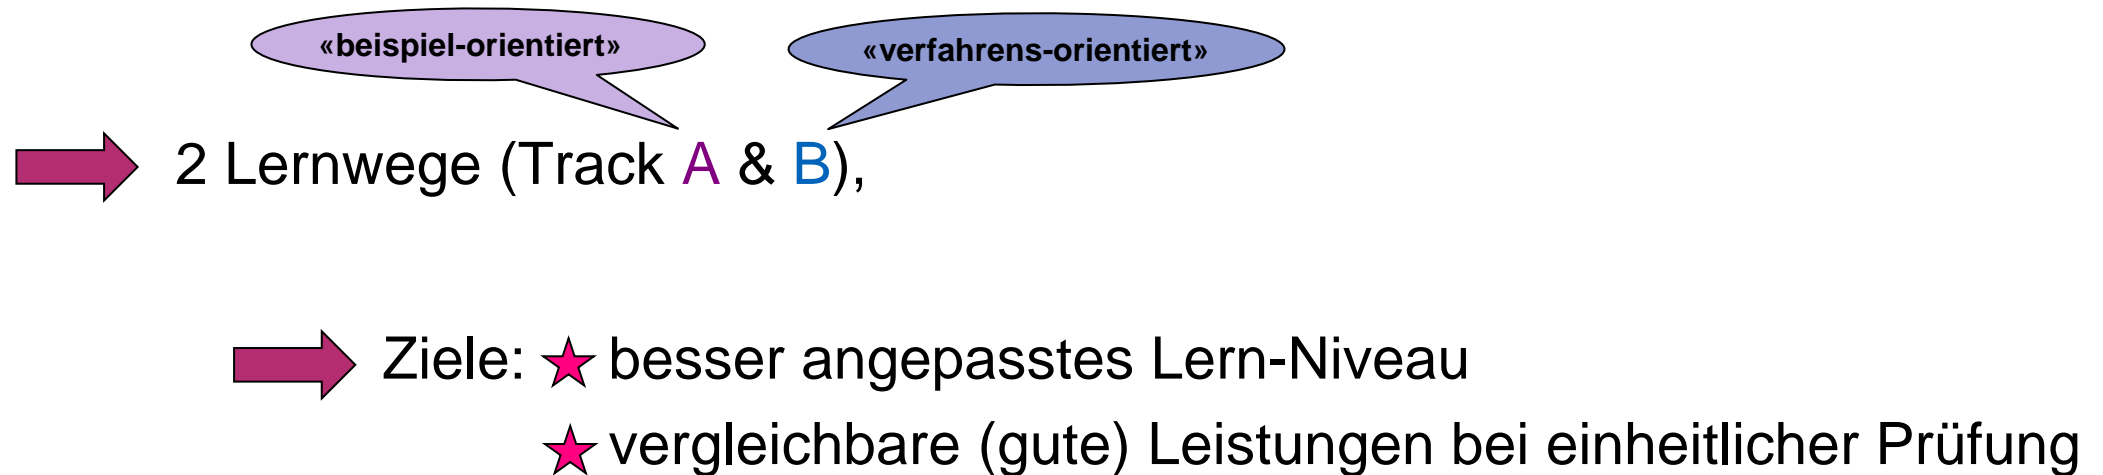 «beispiel-orientiert» «verfahrens-orientiert»
2 Lernwege (Track A & B),
Ziele: besser angepasstes Lern-Niveau
vergleichbare (gute) Leistungen bei einheitlicher Prüfung